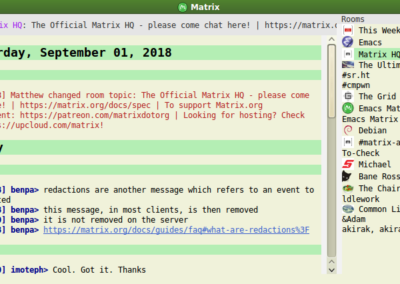 Matrix
ix HQ: The Official Matrix HQ - please come chat here! | https://matrix.o
rday, September 01, 2018
] Matthew changed room topic: The Official Matrix HQ - please come
e! | https://matrix.org/docs/spec | To support Matrix.org
ent: https://patreon.com/matrixdotorg | Looking for hosting? Check
s://upcloud.com/matrix!
y
] benpa> redactions are another message which refers to an event to
ted
] benpa> this message, in most clients, is then removed
] benpa> it is not removed on the server
] benpa> https://matrix.org/docs/guides/faq#what-are-redactions%3F
] imoteph> Cool. Got it. Thanks
Rooms
This Week
Emacs
Matrix HQ
The Ultim
#sr.ht
#cmpwn
The Grid
Emacs Mat
Emacs Matrix
Debian
#matrix-a
To-Check
Michael
Bane Ross
The Chair
ldlework
Common Li
&Adam
akirak, akira